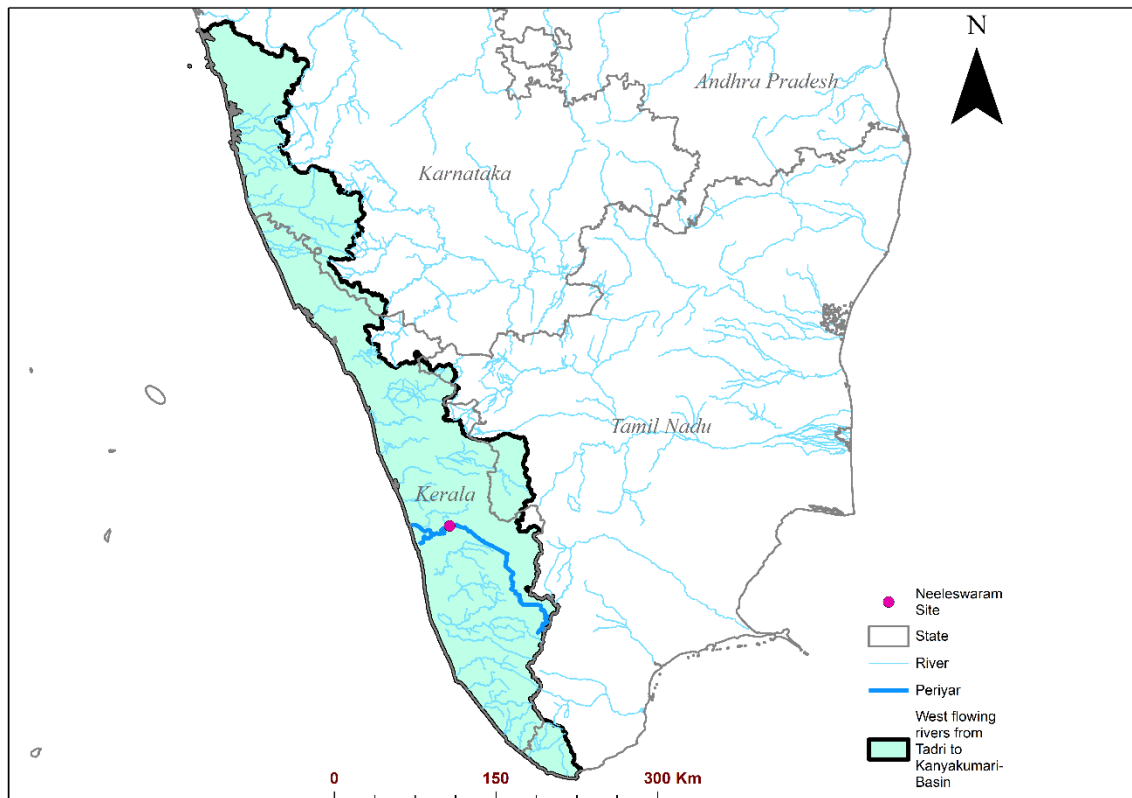 N
Andhra Pradesh
Karnataka
Tamil Nadu
Kerala
Neeleswaram
Site
State
River
Periyar
West flowing
rivers from
Tadri to
Kanyakumari-
Basin
0 150 300 Km